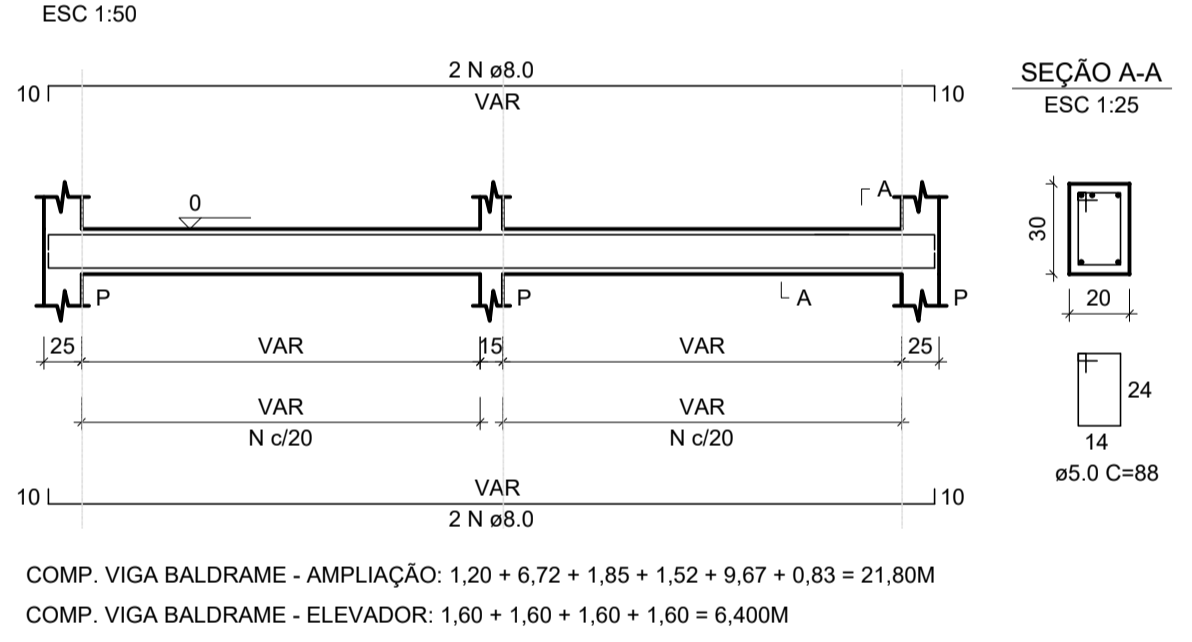 ESC 1:50
2 N ø8.0
10
VAR
10
SEÇÃO A-A
ESC 1:25
0
A
30
P
P
A
P
20
25
VAR
15
VAR
25
24
VAR
VAR
N c/20
N c/20
14
ø5.0 C=88
10
VAR
10
2 N ø8.0
COMP. VIGA BALDRAME - AMPLIAÇÃO: 1,20 + 6,72 + 1,85 + 1,52 + 9,67 + 0,83 = 21,80M
COMP. VIGA BALDRAME - ELEVADOR: 1,60 + 1,60 + 1,60 + 1,60 = 6,400M